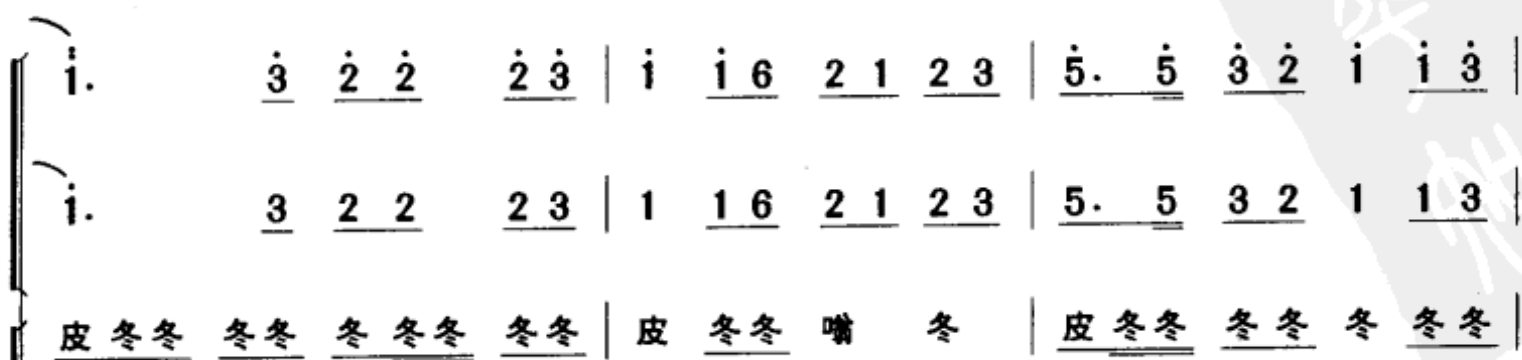 i. 3 2 2 2 3 | i i 6 2 1 2 3 | 5. 5 3 2 i i 3 |
i. 3 2 2 2 3 | 1 1 6 2 1 2 3 | 5. 5 3 2 1 1 3 |
皮 冬冬 冬冬 冬 冬冬 冬冬 | 皮 冬冬 嗡 冬 | 皮 冬冬 冬冬 冬 冬冬 |